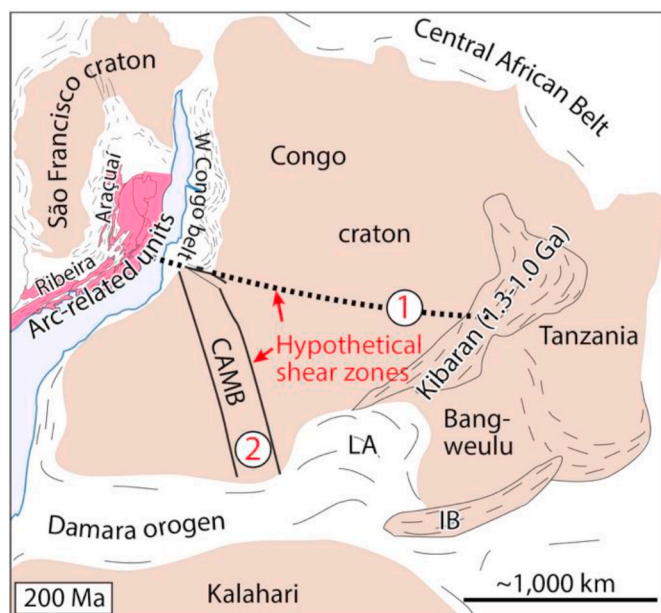 Central African Belt
São Francisco craton
Congo
craton
W Congo belt
Araçuaí
Ribeira
Arc-related units
1
Kibaran (1.3-1.0 Ga)
Tanzania
Hypothetical
shear zones
CAMB
2
LA
Bang-
weulu
IB
Damara orogen
200 Ma
Kalahari
~1,000 km